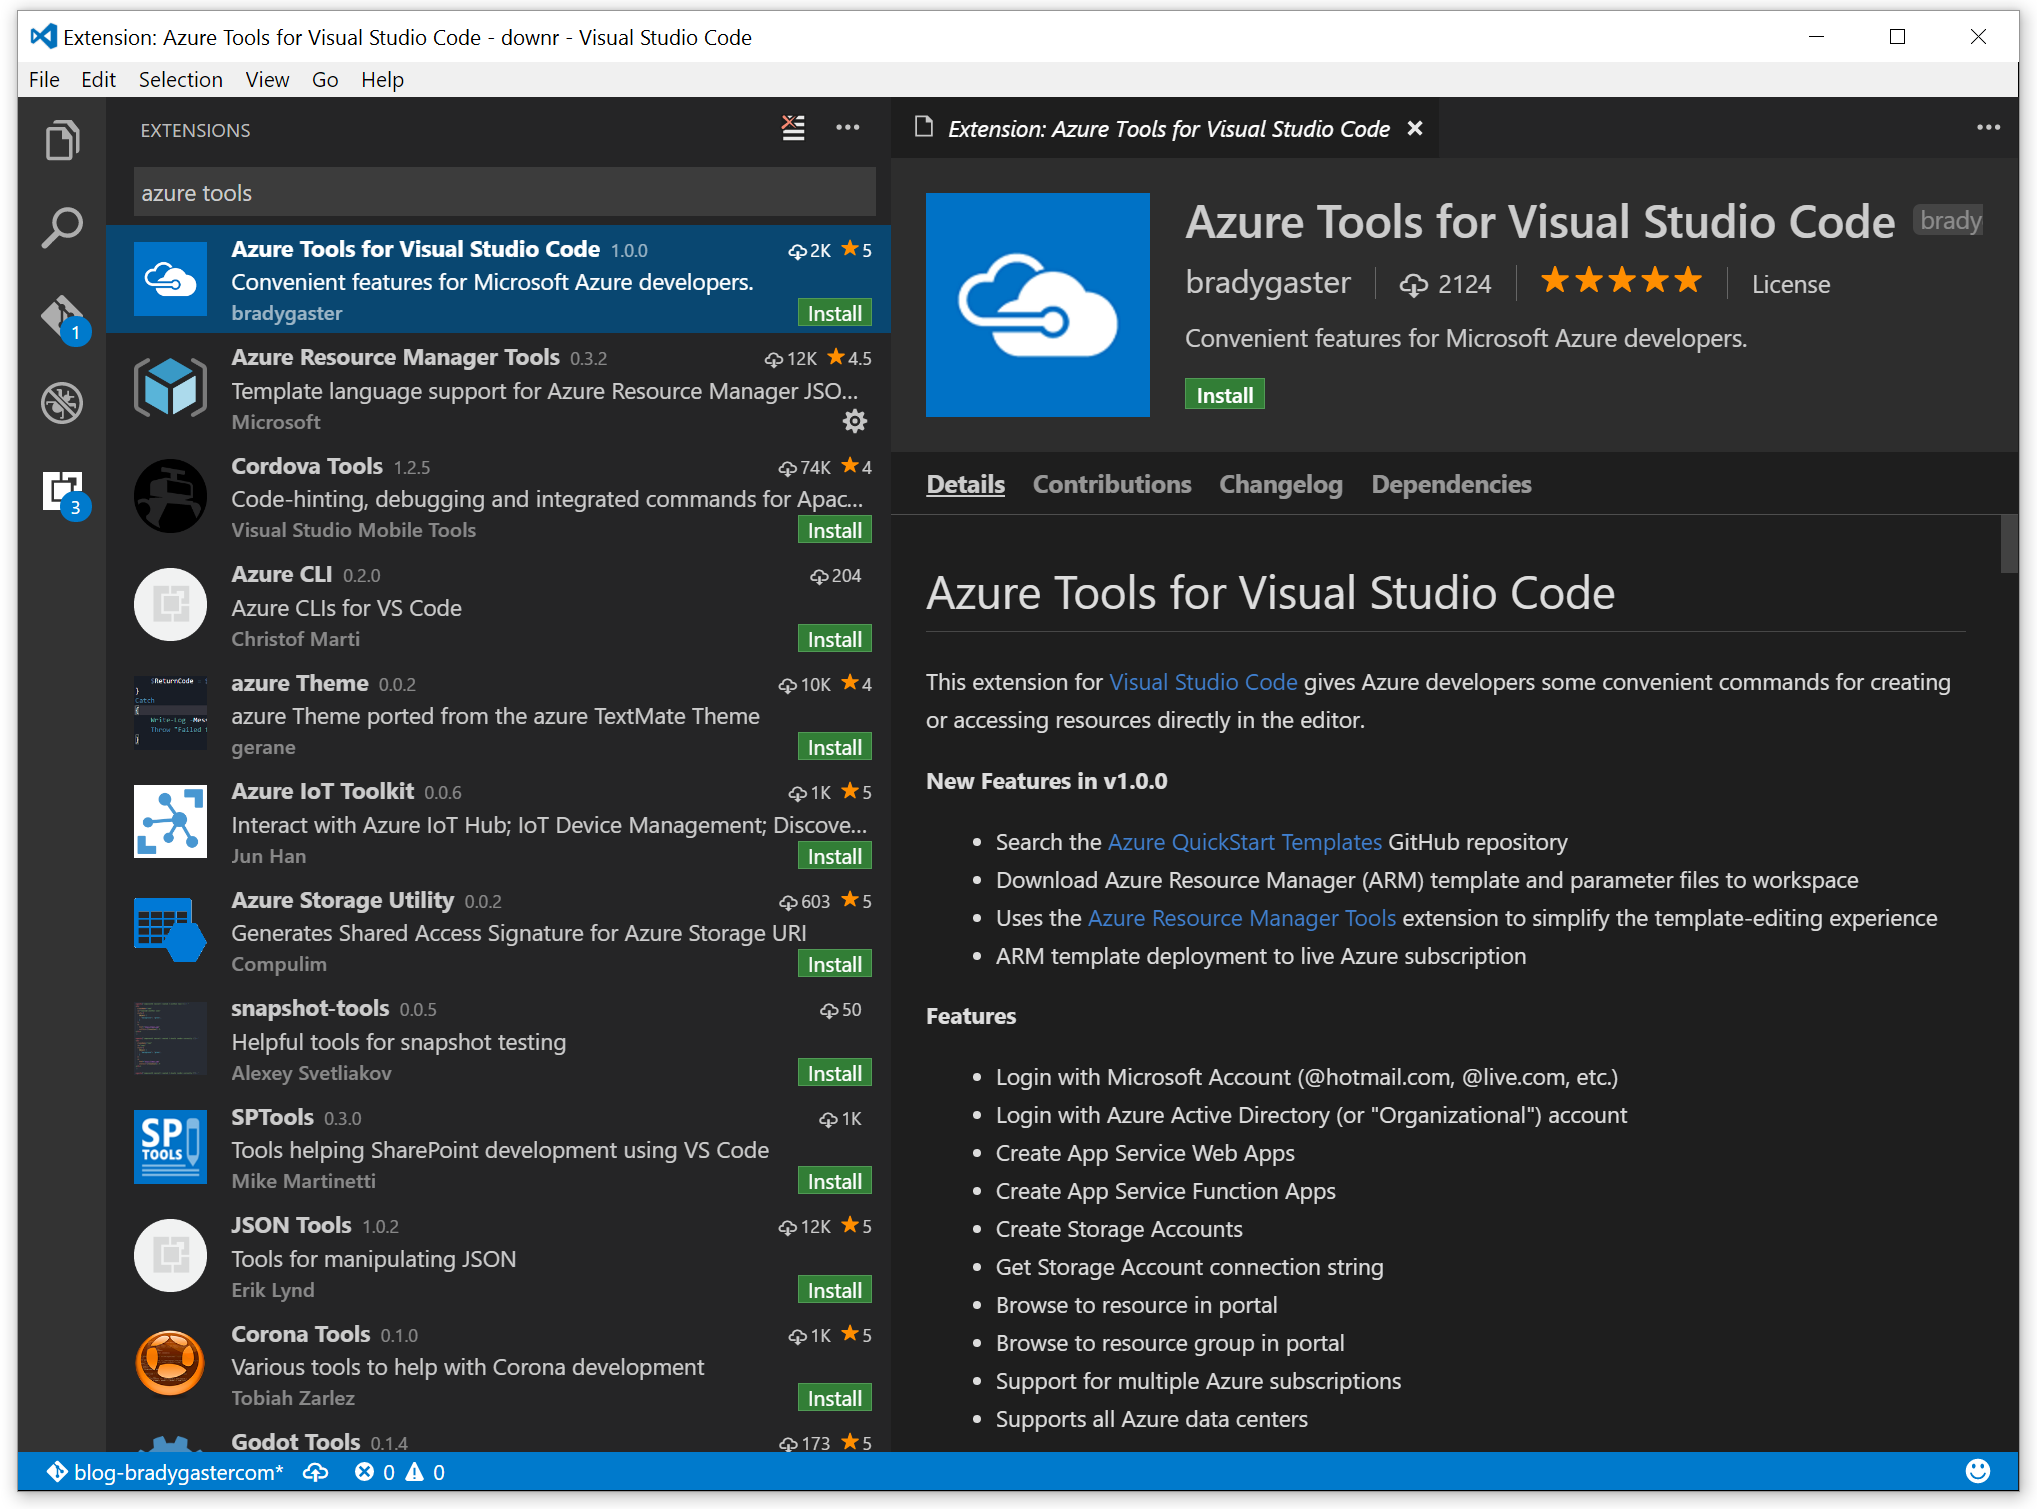 Extension: Azure Tools for Visual Studio Code - downr - Visual Studio Code
File Edit Selection View Go Help
EXTENSIONS
azure tools
Azure Tools for Visual Studio Code 1.0.0 2K 5
Convenient features for Microsoft Azure developers.
bradygaster Install
Azure Resource Manager Tools 0.3.2 12K 4.5
Template language support for Azure Resource Manager JSO...
Microsoft
Cordova Tools 1.2.5 74K 4
Code-hinting, debugging and integrated commands for Apac...
Visual Studio Mobile Tools Install
Azure CLI 0.2.0 204
Azure CLIs for VS Code
Christof Marti Install
azure Theme 0.0.2 10K 4
azure Theme ported from the azure TextMate Theme
gerane Install
Azure IoT Toolkit 0.0.6 1K 5
Interact with Azure IoT Hub; IoT Device Management; Discove...
Jun Han Install
Azure Storage Utility 0.0.2 603 5
Generates Shared Access Signature for Azure Storage URI
Compulim Install
snapshot-tools 0.0.5 50
Helpful tools for snapshot testing
Alexey Svetliakov Install
SP
TOOLS
SPTools 0.3.0 1K
Tools helping SharePoint development using VS Code
Mike Martinetti Install
JSON Tools 1.0.2 12K 5
Tools for manipulating JSON
Erik Lynd Install
Corona Tools 0.1.0 1K 5
Various tools to help with Corona development
Tobiah Zarlez Install
Godot Tools 0.1.4 173 5
1
3
Extension: Azure Tools for Visual Studio Code
Azure Tools for Visual Studio Code brady
bradygaster 2124 License
Convenient features for Microsoft Azure developers.
Install
Details Contributions Changelog Dependencies
Azure Tools for Visual Studio Code
This extension for Visual Studio Code gives Azure developers some convenient commands for creating
or accessing resources directly in the editor.
New Features in v1.0.0
• Search the Azure QuickStart Templates GitHub repository
• Download Azure Resource Manager (ARM) template and parameter files to workspace
• Uses the Azure Resource Manager Tools extension to simplify the template-editing experience
• ARM template deployment to live Azure subscription
Features
• Login with Microsoft Account (@hotmail.com, @live.com, etc.)
• Login with Azure Active Directory (or "Organizational") account
• Create App Service Web Apps
• Create App Service Function Apps
• Create Storage Accounts
• Get Storage Account connection string
• Browse to resource in portal
• Browse to resource group in portal
• Support for multiple Azure subscriptions
• Supports all Azure data centers
blog-bradygastercom* 0 0